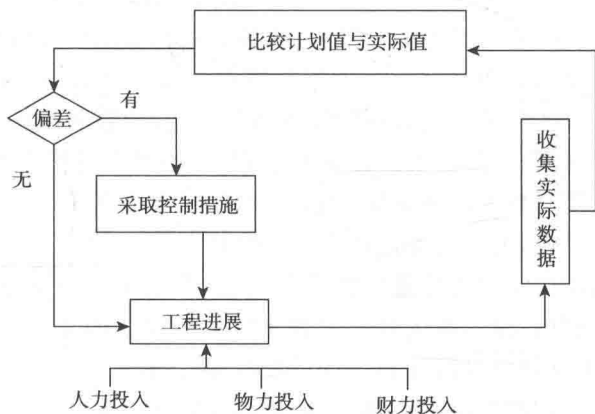 比较计划值与实际值
偏差
有
无
采取控制措施
收集实际数据
工程进展
人力投入
物力投入
财力投入